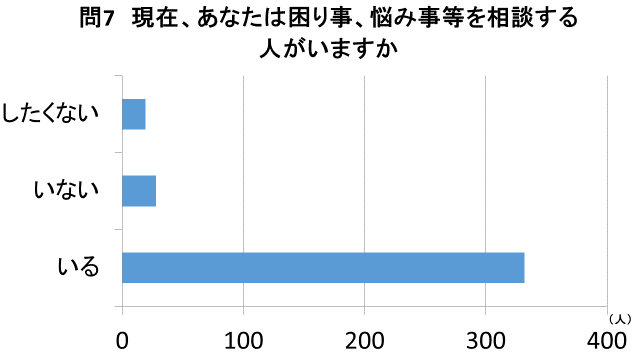 問7　現在、あなたは困り事、悩み事等を相談する
人がいますか
したくない
いない
いる
(人)
0 100 200 300 400